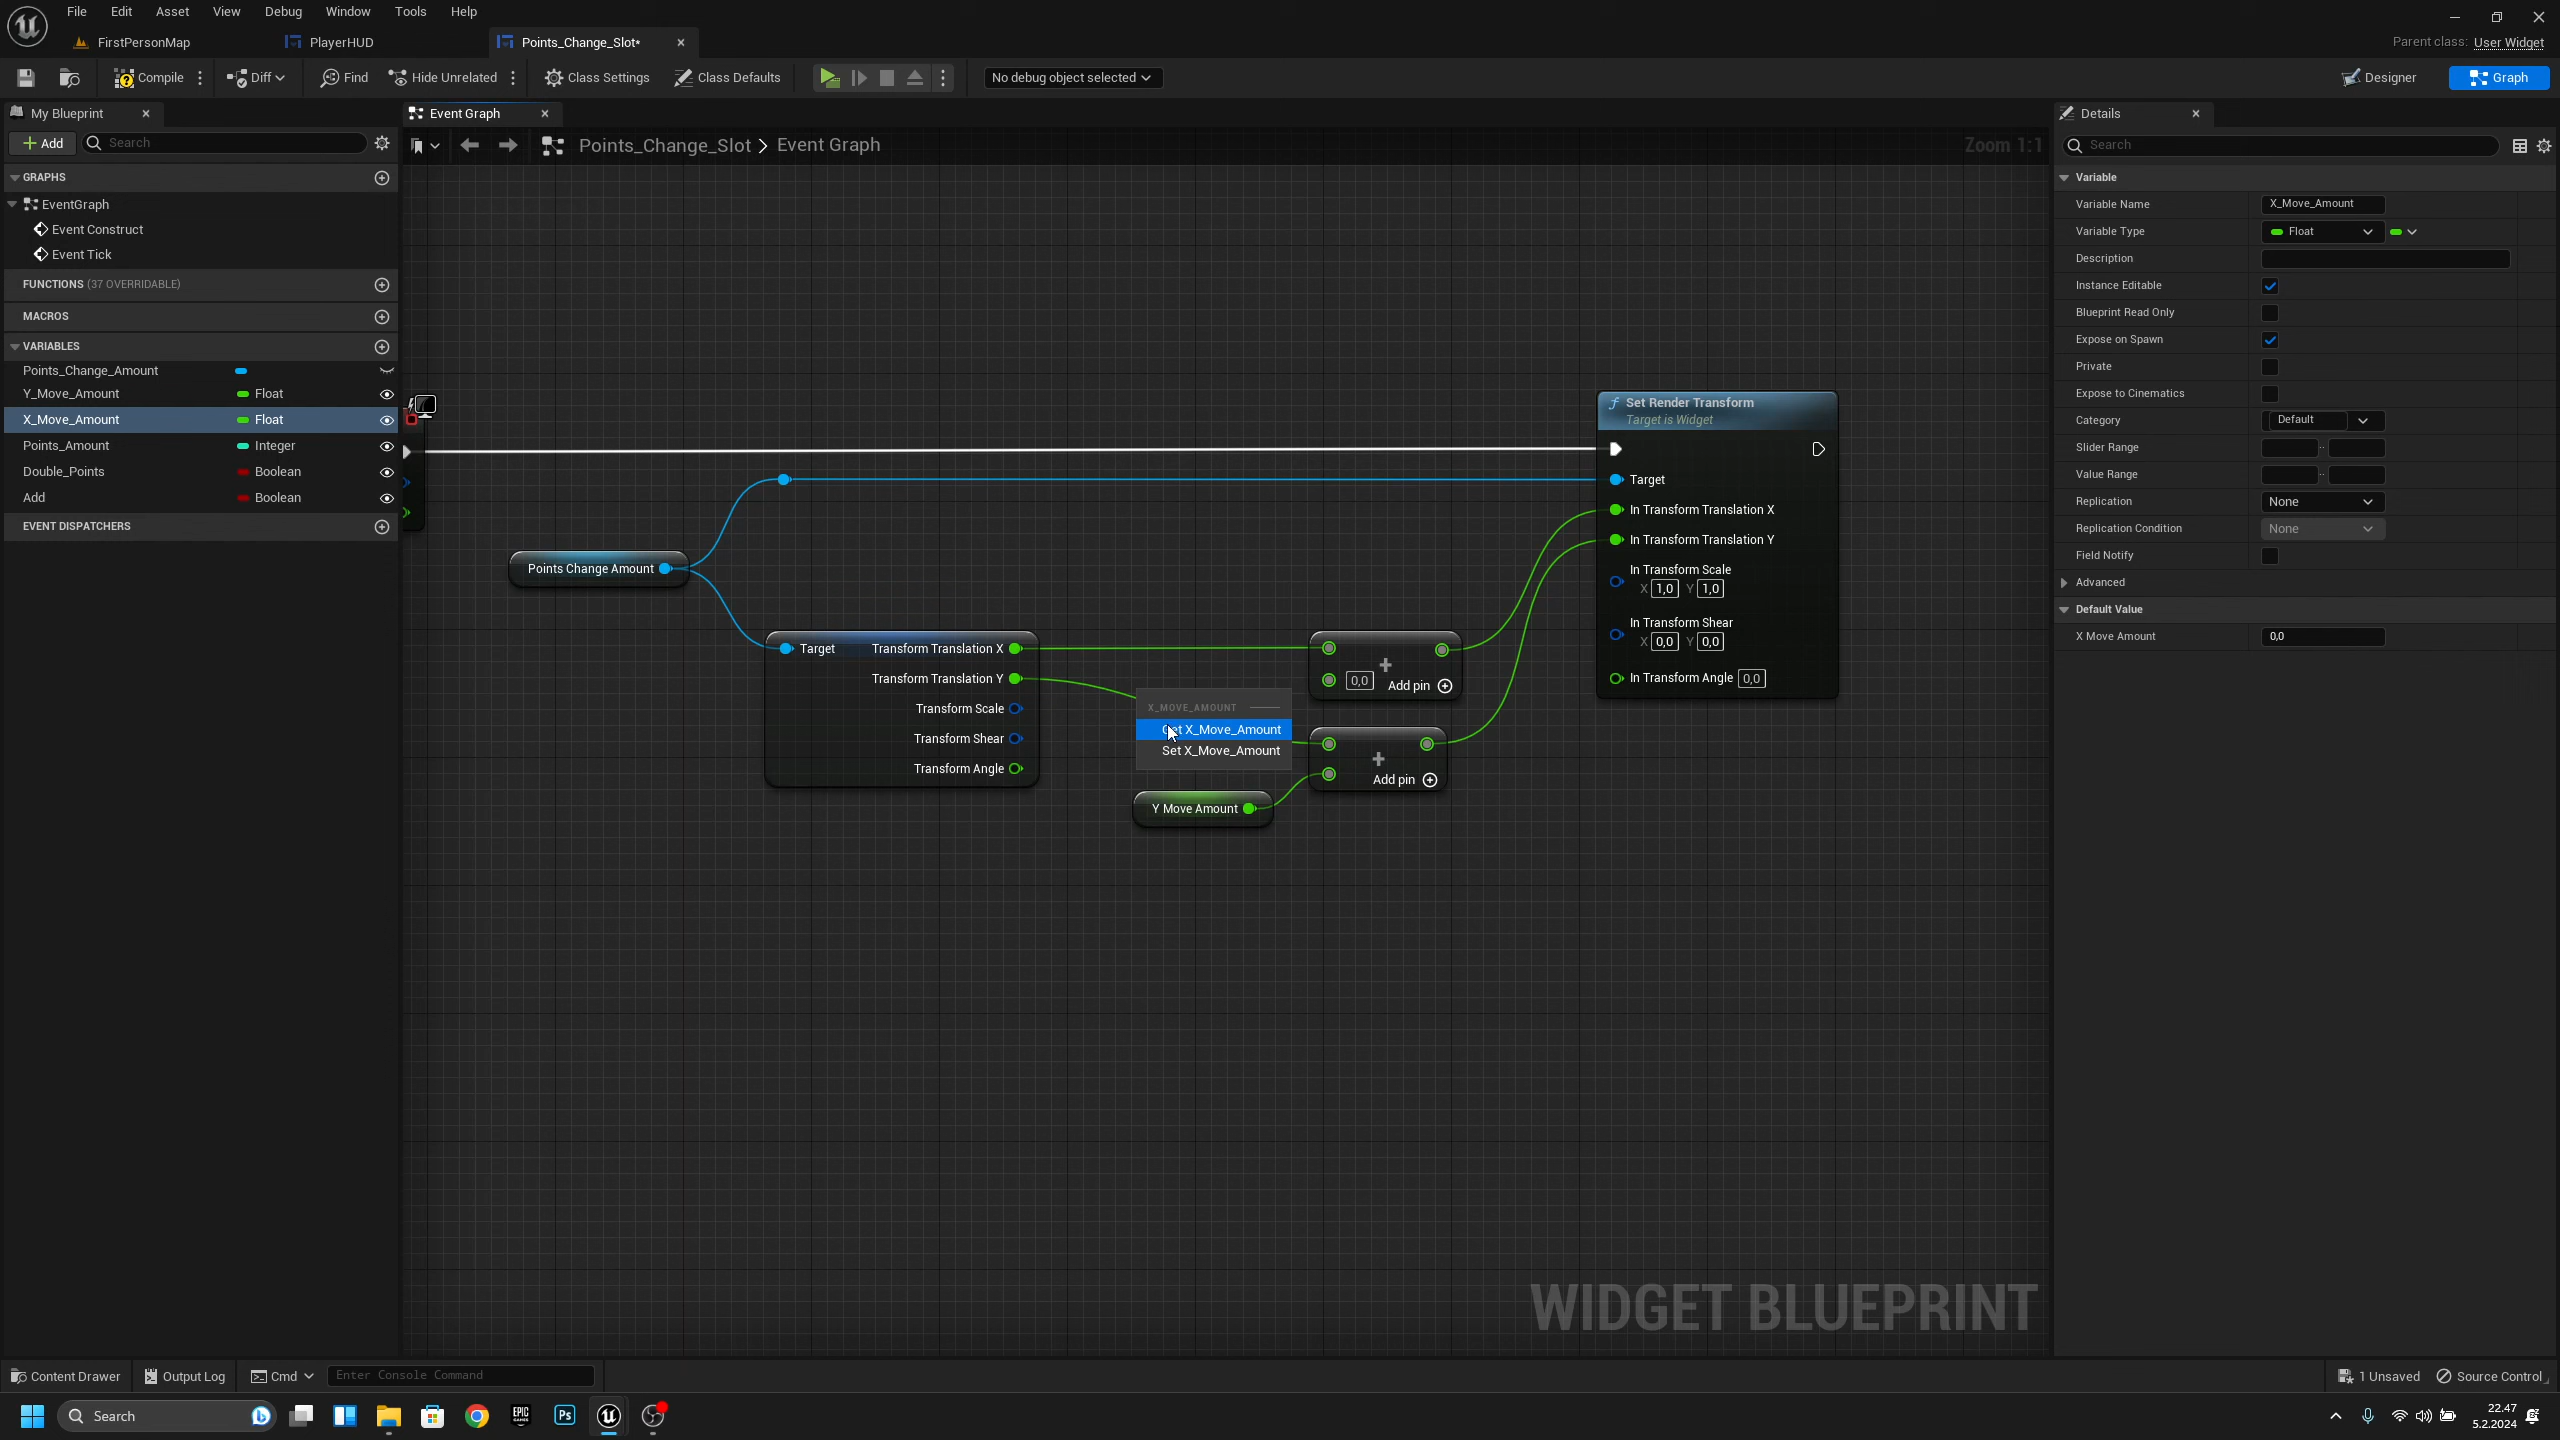 File Edit Asset View Debug Window Tools Help
FirstPersonMap PlayerHUD Points_Change_Slot*
Parent class: User Widget
Compile Diff Find Hide Unrelated Class Settings Class Defaults No debug object selected Designer Graph
My Blueprint Event Graph Details
Add Search
Points_Change_Slot > Event Graph
Zoom 1:1
Search
GRAPHS
EventGraph
Event Construct
Event Tick
FUNCTIONS (37 OVERRIDABLE)
MACROS
VARIABLES
Points_Change_Amount
Y_Move_Amount Float
X_Move_Amount Float
Points_Amount Integer
Double_Points Boolean
Add Boolean
EVENT DISPATCHERS
Points Change Amount
Target Transform Translation X
Transform Translation Y
Transform Scale
Transform Shear
Transform Angle
X_MOVE_AMOUNT
Get X_Move_Amount
Set X_Move_Amount
Y Move Amount
0,0 Add pin
Add pin
Set Render Transform
Target is Widget
Target
In Transform Translation X
In Transform Translation Y
In Transform Scale
X 1,0 Y 1,0
In Transform Shear
X 0,0 Y 0,0
In Transform Angle 0,0
WIDGET BLUEPRINT
Variable
Variable Name X_Move_Amount
Variable Type Float
Description
Instance Editable
Blueprint Read Only
Expose on Spawn
Private
Expose to Cinematics
Category Default
Slider Range
Value Range
Replication None
Replication Condition None
Field Notify
Advanced
Default Value
X Move Amount 0,0
Content Drawer Output Log Cmd Enter Console Command 1 Unsaved Source Control
Search EPIC GAMES Ps
22.47
5.2.2024